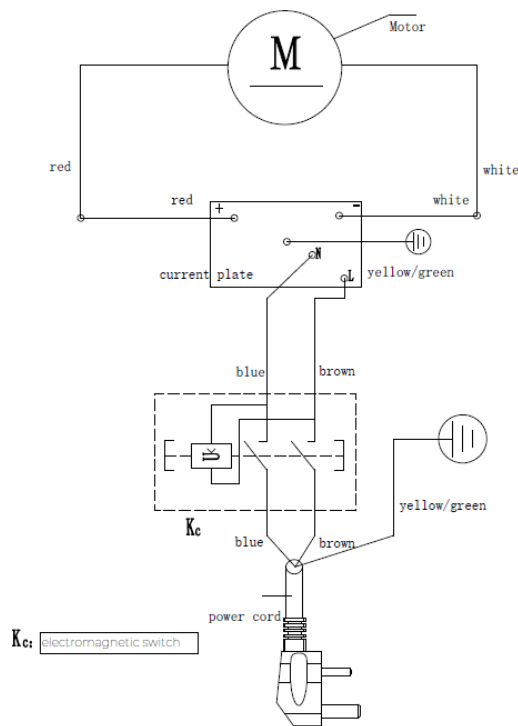 M
Motor
red
white
red
white
+
-
N
current plate
L
yellow/green
blue
brown
U<
Kc
yellow/green
blue
brown
power cord
Kc: electromagnetic switch